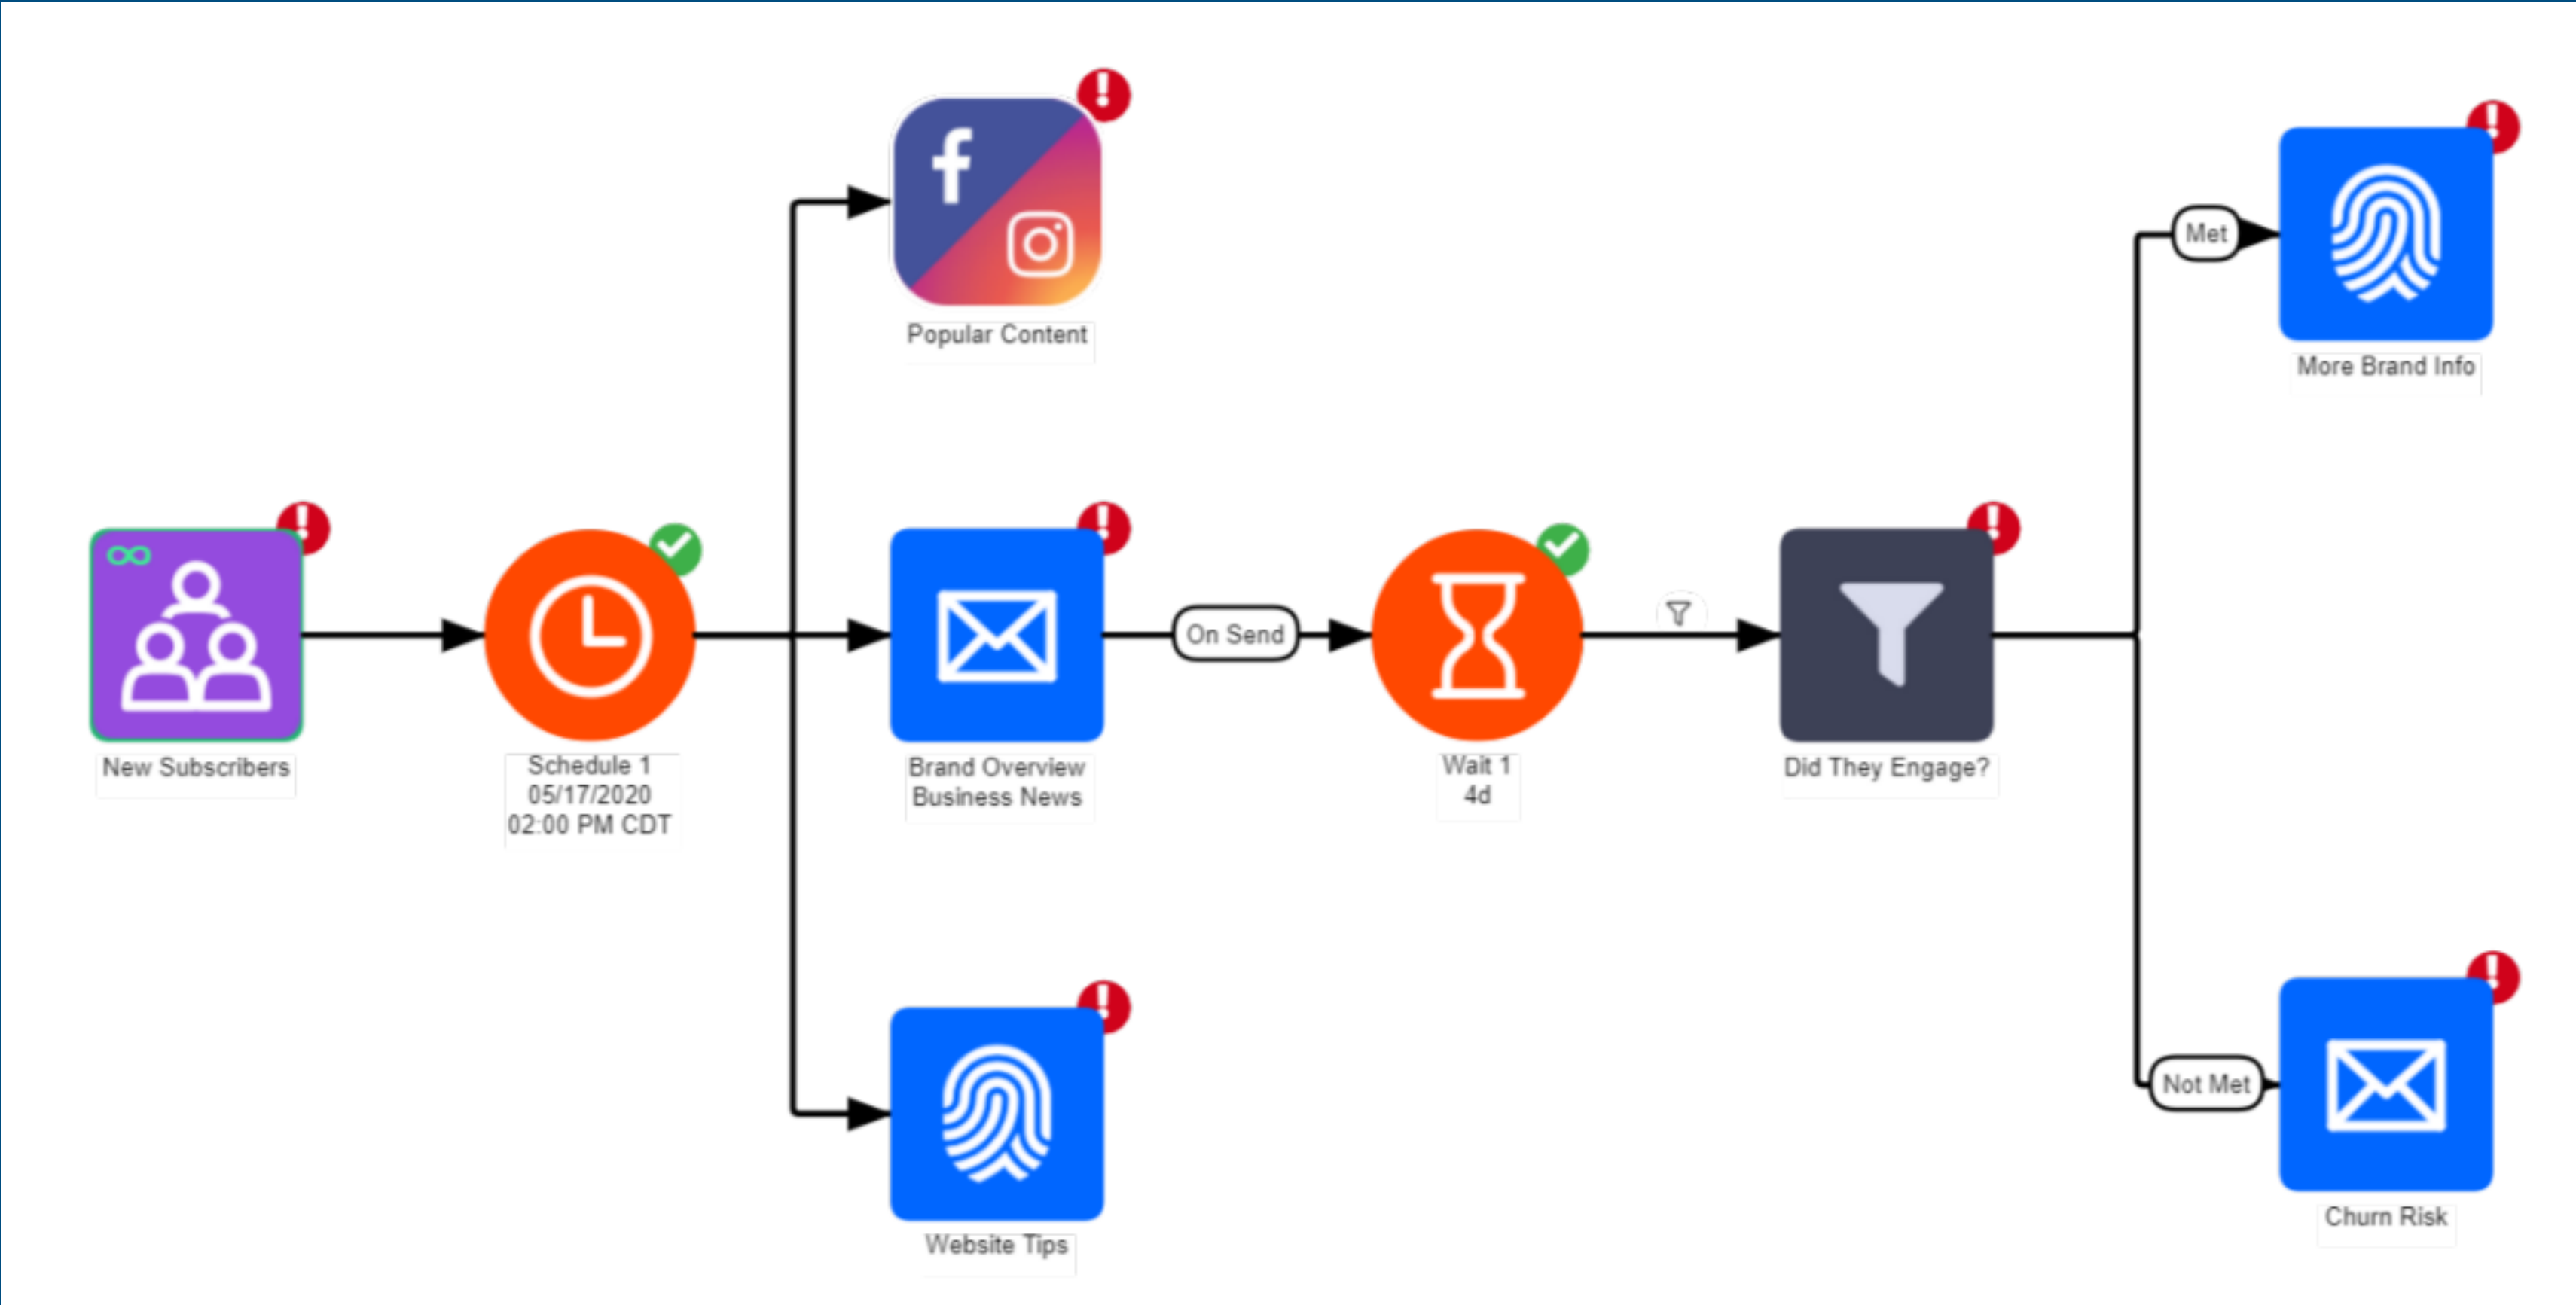 Popular Content
Met
More Brand Info
New Subscribers
Schedule 1
05/17/2020
02:00 PM CDT
Brand Overview
Business News
On Send
Wait 1
4d
Did They Engage?
Website Tips
Not Met
Churn Risk